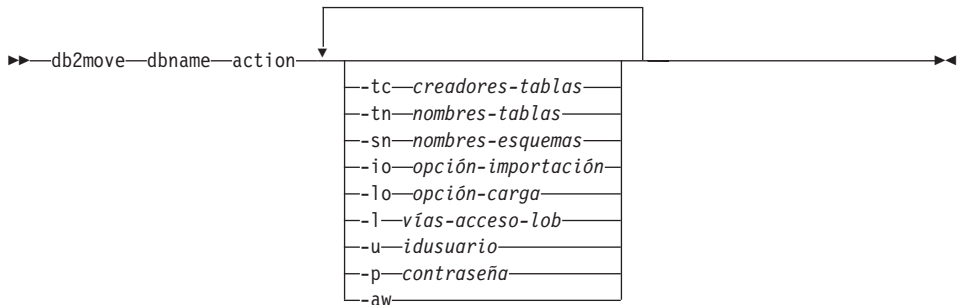 db2move dbname action
-tc creadores-tablas
-tn nombres-tablas
-sn nombres-esquemas
-io opción-importación
-lo opción-carga
-l vías-acceso-lob
-u idusuario
-p contraseña
-aw